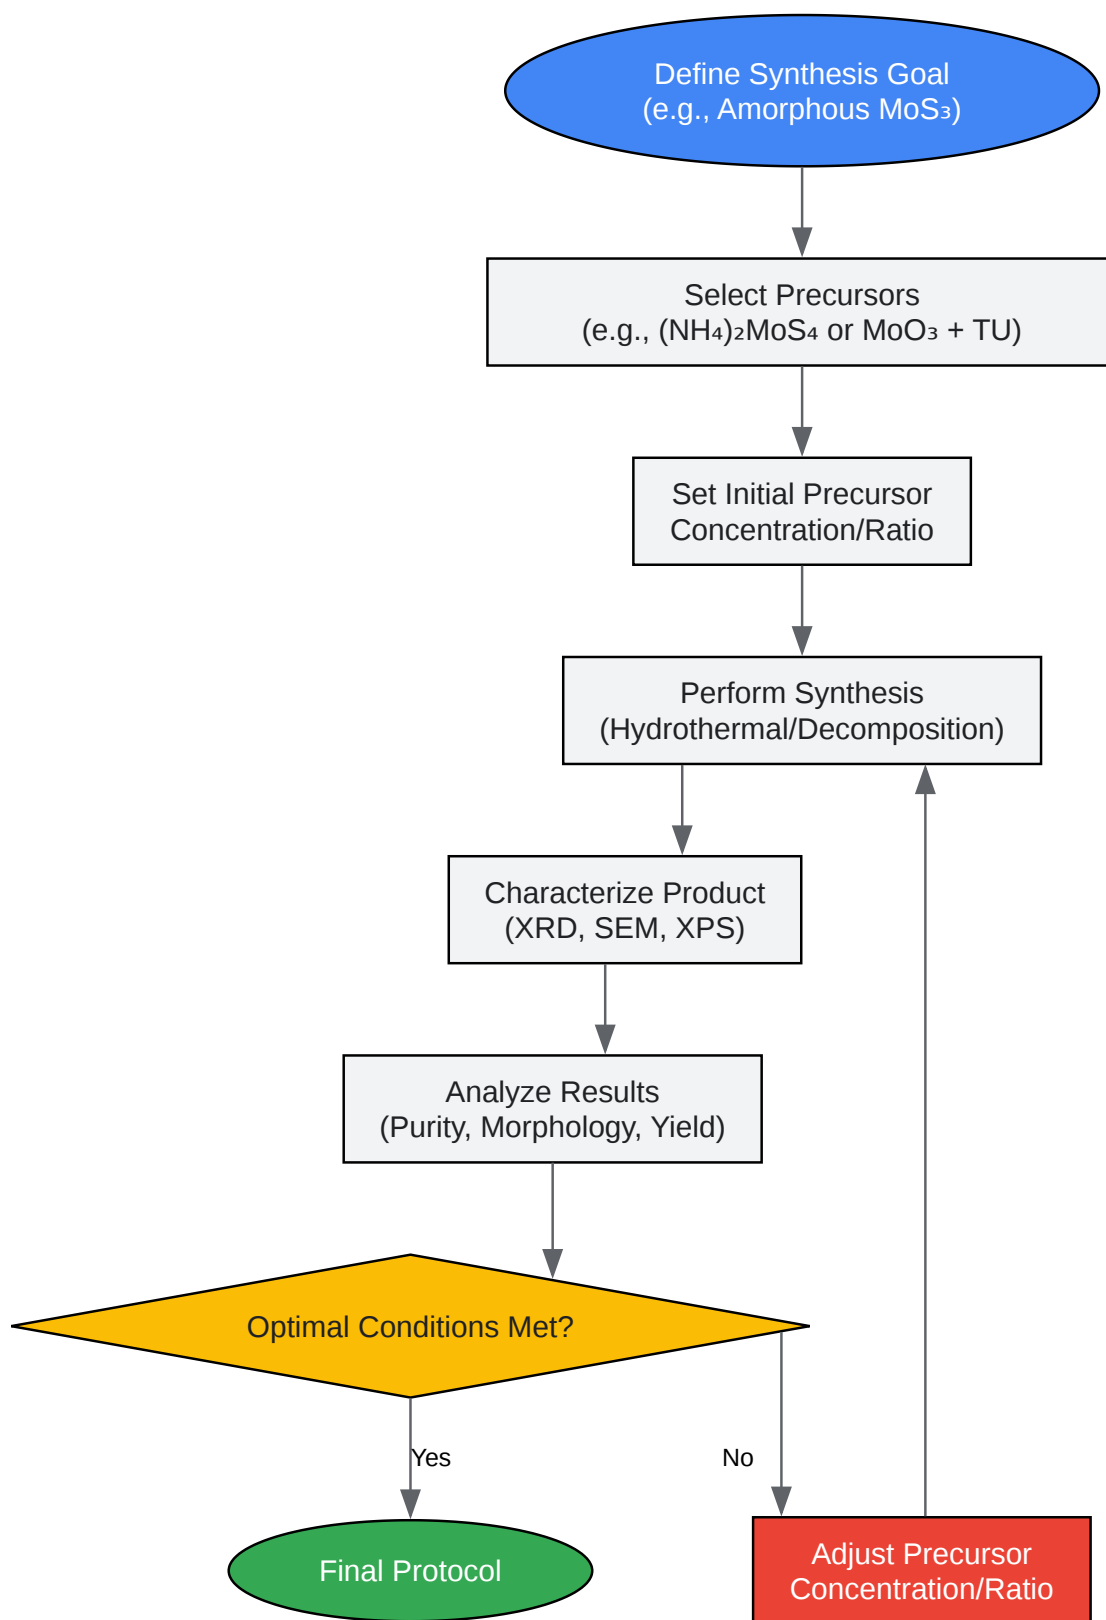 Define Synthesis Goal
(e.g., Amorphous MoS₃)
Select Precursors
(e.g., (NH₄)₂MoS₄ or MoO₃ + TU)
Set Initial Precursor
Concentration/Ratio
Perform Synthesis
(Hydrothermal/Decomposition)
Characterize Product
(XRD, SEM, XPS)
Analyze Results
(Purity, Morphology, Yield)
Optimal Conditions Met?
Yes
No
Final Protocol
Adjust Precursor
Concentration/Ratio